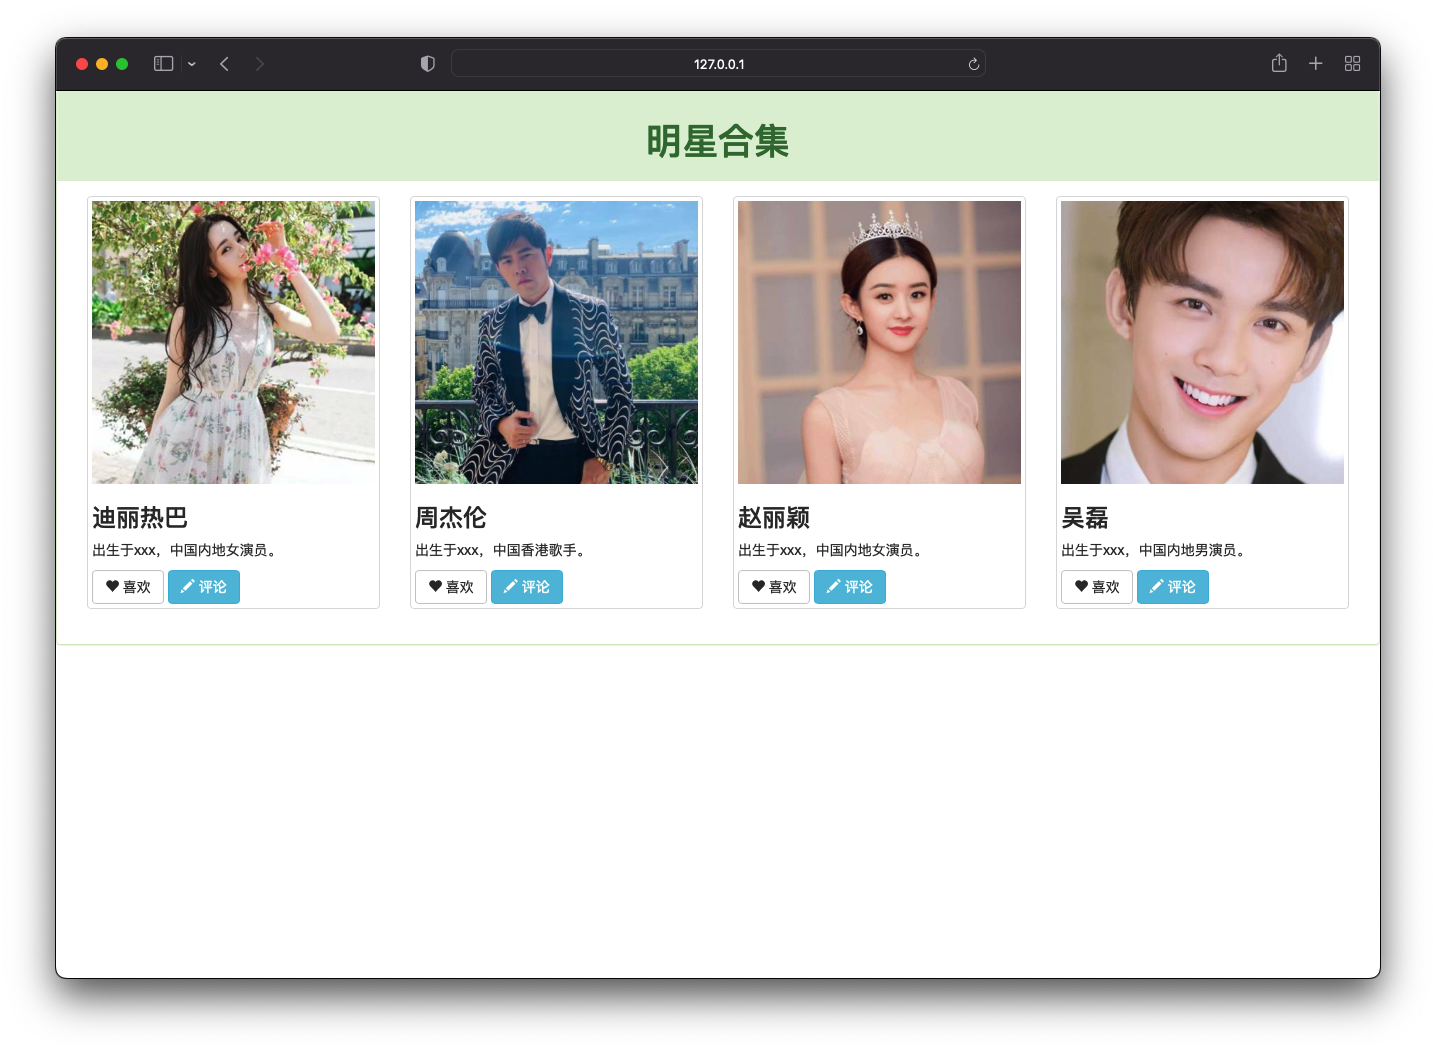 127.0.0.1
明星合集
迪丽热巴
出生于xxx，中国内地女演员。
喜欢 评论
周杰伦
出生于xxx，中国香港歌手。
喜欢 评论
赵丽颖
出生于xxx，中国内地女演员。
喜欢 评论
吴磊
出生于xxx，中国内地男演员。
喜欢 评论